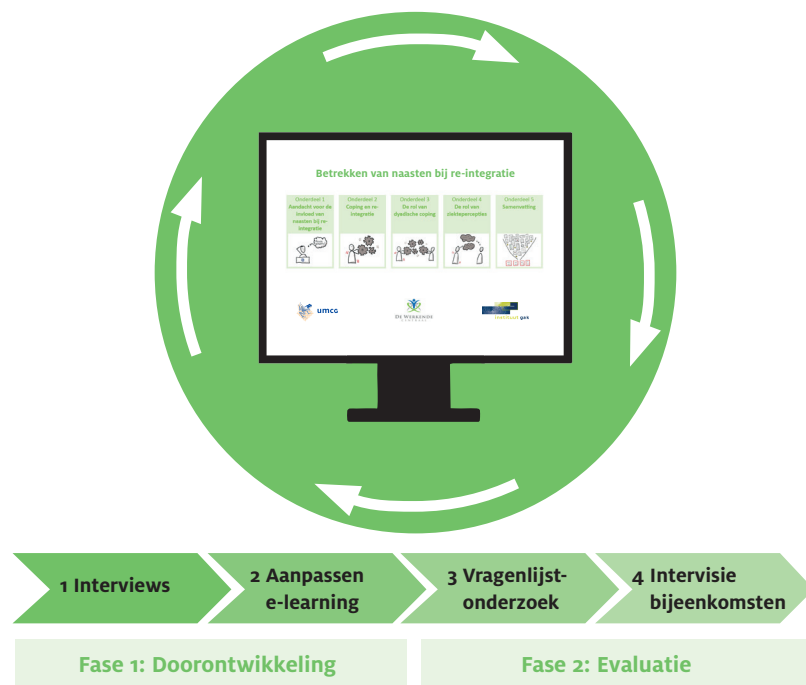 Betrekken van naasten bij re-integratie
Onderdeel 1
Aandacht voor de
invloed van
naasten bij re-
integratie
Onderdeel 2
Coping en re-
integratie
Onderdeel 3
De rol van
dyadische coping
Onderdeel 4
De rol van
ziektepercepties
Onderdeel 5
Samenvatting
umcg
DE WERKENDE
CENTRAAL
instituut gak
1 Interviews
2 Aanpassen
e-learning
3 Vragenlijst-
onderzoek
4 Intervisie
bijeenkomsten
Fase 1: Doorontwikkeling
Fase 2: Evaluatie